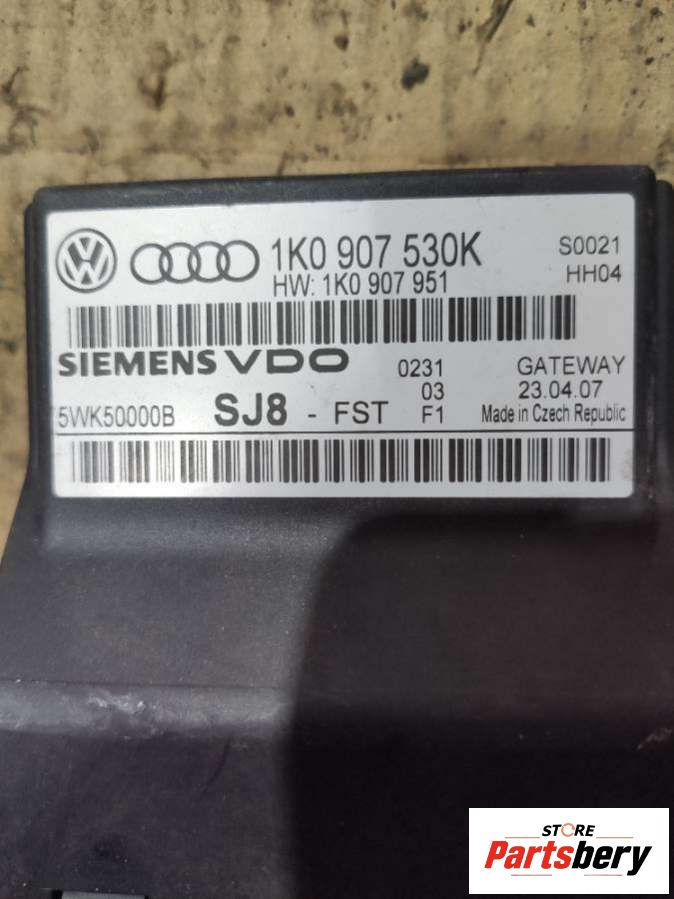 1K0 907 530K S0021
HW: 1K0 907 951 HH04
SIEMENS VDO 0231 GATEWAY
03 23.04.07
5WK50000B SJ8 - FST F1 Made in Czech Republic
STORE
Partsbery